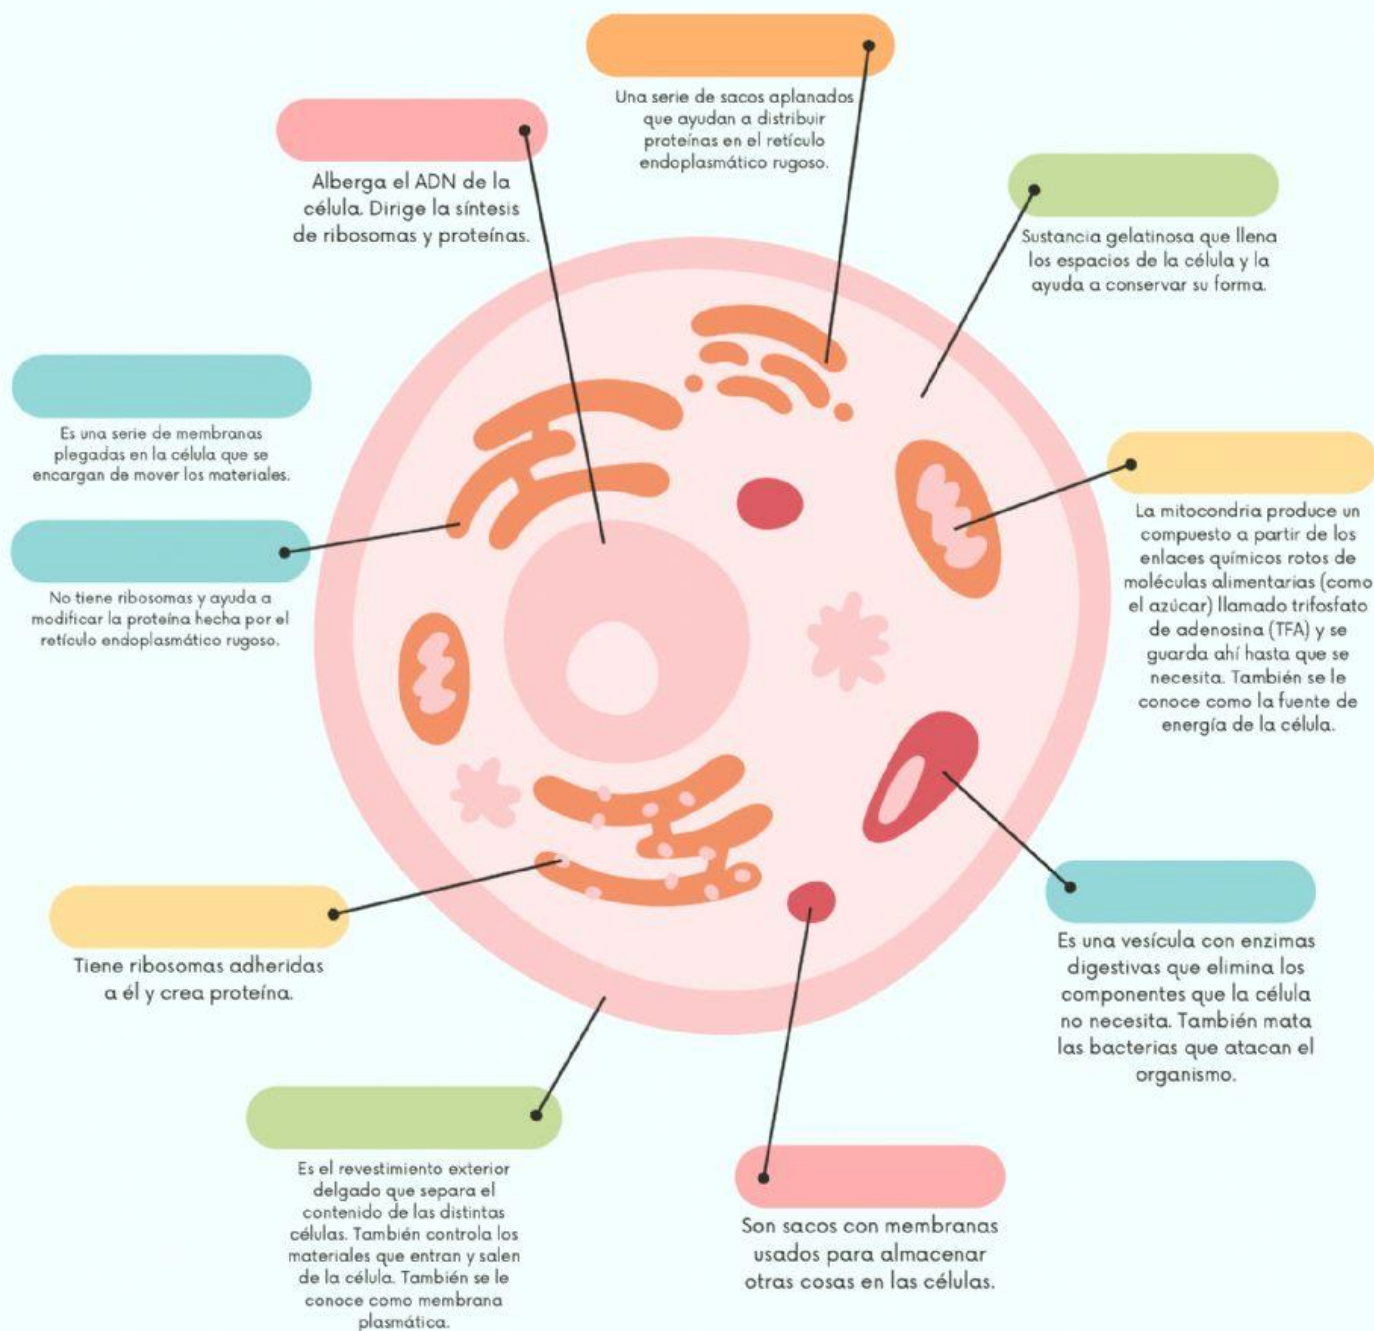 Una serie de sacos aplanados
que ayudan a distribuir
proteínas en el retículo
endoplasmático rugoso.
Alberga el ADN de la
célula. Dirige la síntesis
de ribosomas y proteínas.
Sustancia gelatinosa que llena
los espacios de la célula y la
ayuda a conservar su forma.
Es una serie de membranas
plegadas en la célula que se
encargan de mover los materiales.
No tiene ribosomas y ayuda a
modificar la proteína hecha por el
retículo endoplasmático rugoso.
La mitocondria produce un
compuesto a partir de los
enlaces químicos rotos de
moléculas alimentarias (como
el azúcar) llamado trifosfato
de adenosina (TFA) y se
guarda ahí hasta que se
necesita. También se le
conoce como la fuente de
energía de la célula.
Tiene ribosomas adheridas
a él y crea proteína.
Es una vesícula con enzimas
digestivas que elimina los
componentes que la célula
no necesita. También mata
las bacterias que atacan el
organismo.
Es el revestimiento exterior
delgado que separa el
contenido de las distintas
células. También controla los
materiales que entran y salen
de la célula. También se le
conoce como membrana
plasmática.
Son sacos con membranas
usados para almacenar
otras cosas en las células.